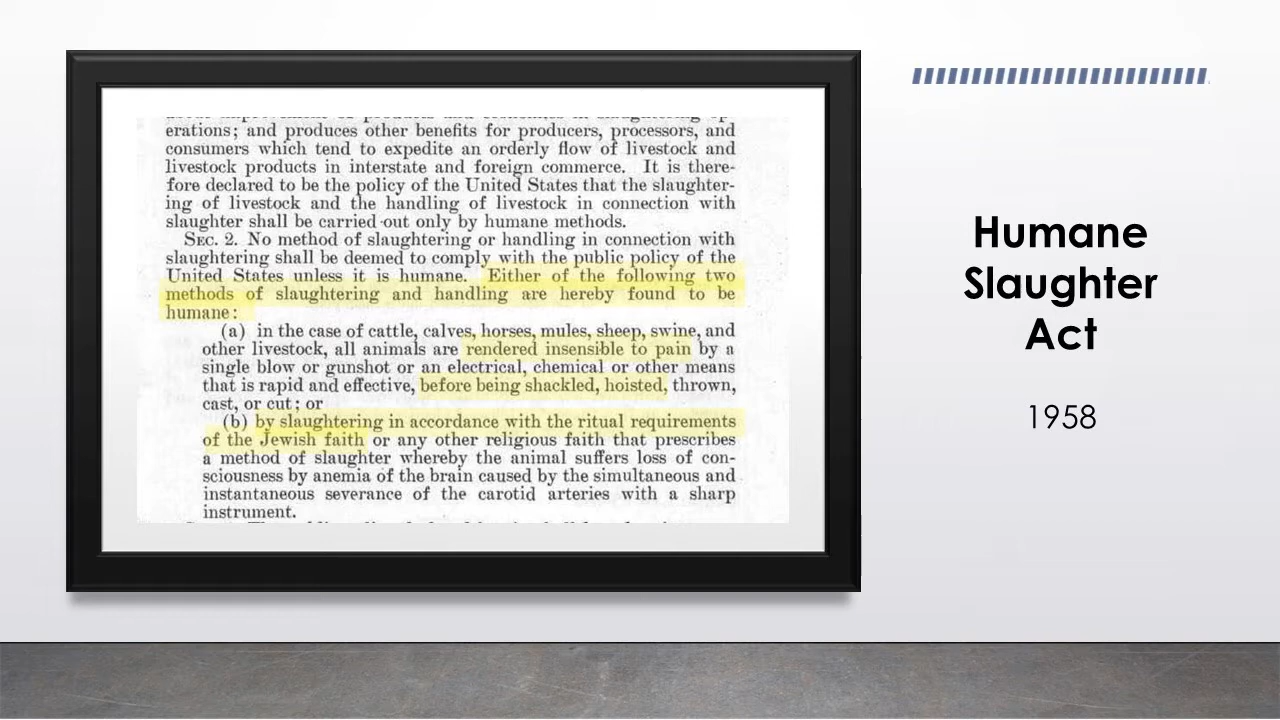 erations; and produces other benefits for producers, processors, and
consumers which tend to expedite an orderly flow of livestock and
livestock products in interstate and foreign commerce. It is there-
fore declared to be the policy of the United States that the slaughter-
ing of livestock and the handling of livestock in connection with
slaughter shall be carried out only by humane methods.
SEC. 2. No method of slaughtering or handling in connection with
slaughtering shall be deemed to comply with the public policy of the
United States unless it is humane. Either of the following two
methods of slaughtering and handling are hereby found to be
humane:
(a) in the case of cattle, calves, horses, mules, sheep, swine, and
other livestock, all animals are rendered insensible to pain by a
single blow or gunshot or an electrical, chemical or other means
that is rapid and effective, before being shackled, hoisted, thrown,
cast, or cut; or
(b) by slaughtering in accordance with the ritual requirements
of the Jewish faith or any other religious faith that prescribes
a method of slaughter whereby the animal suffers loss of con-
sciousness by anemia of the brain caused by the simultaneous and
instantaneous severance of the carotid arteries with a sharp
instrument.
Humane
Slaughter
Act
1958